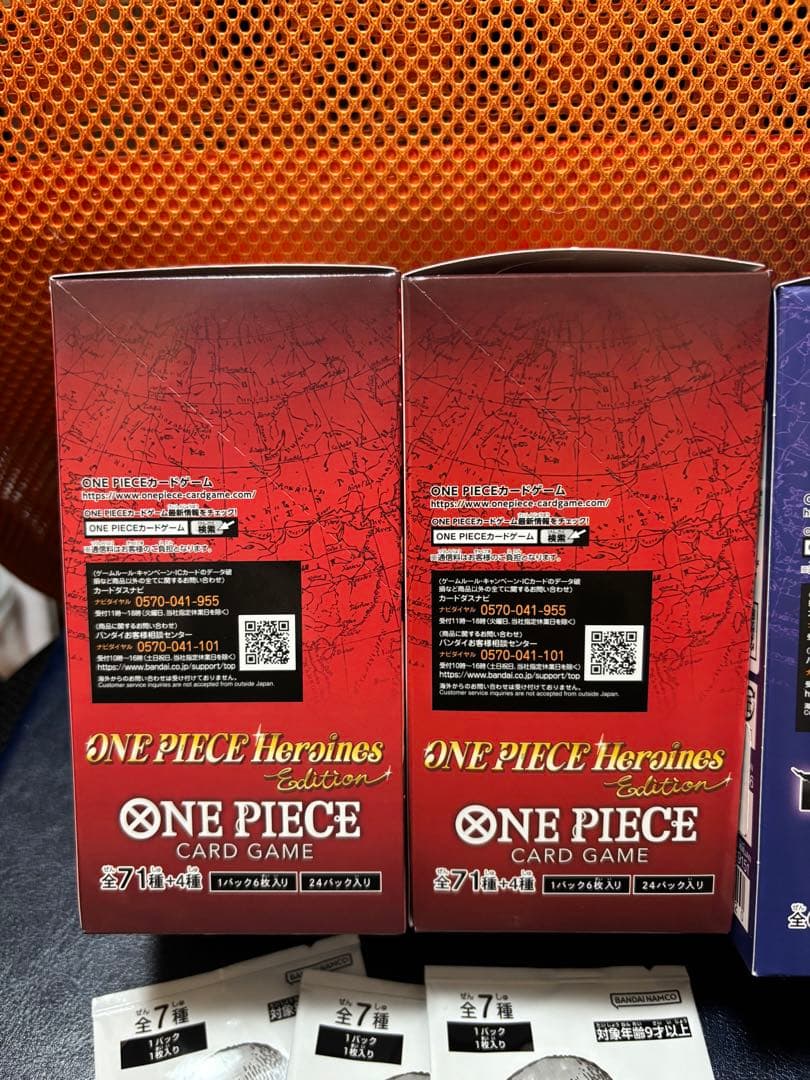 ONE PIECEカードゲーム
https://www.onepiece-cardgame.com/
ONE PIECEカードゲーム最新情報をチェック!
ONE PIECEカードゲーム 検索
※通信料はお客様のご負担となります。
〈ゲームルール・キャンペーン・ICカードのデータ破
損など商品以外の全てに関するお問い合わせ〉
カードダスナビ
ナビダイヤル 0570-041-955
受付11時〜18時(火曜日、当社指定休業日を除く)
〈商品に関するお問い合わせ〉
バンダイお客様相談センター
ナビダイヤル 0570-041-101
受付10時〜16時(土日祝日、当社指定休業日を除く)
https://www.bandai.co.jp/support/top
海外からのお問い合わせは受け付けておりません。
Customer service inquiries are not accepted from outside Japan.
ONE PIECE Heroines
Edition
ONE PIECE
CARD GAME
全71種+4種 1パック6枚入り 24パック入り
ONE PIECEカードゲーム
https://www.onepiece-cardgame.com/
ONE PIECEカードゲーム最新情報をチェック!
ONE PIECEカードゲーム 検索
※通信料はお客様のご負担となります。
〈ゲームルール・キャンペーン・ICカードのデータ破
損など商品以外の全てに関するお問い合わせ〉
カードダスナビ
ナビダイヤル 0570-041-955
受付11時〜18時(火曜日、当社指定休業日を除く)
〈商品に関するお問い合わせ〉
バンダイお客様相談センター
ナビダイヤル 0570-041-101
受付10時〜16時(土日祝日、当社指定休業日を除く)
https://www.bandai.co.jp/support/top
海外からのお問い合わせは受け付けておりません。
Customer service inquiries are not accepted from outside Japan.
ONE PIECE Heroines
Edition
ONE PIECE
CARD GAME
全71種+4種 1パック6枚入り 24パック入り
全
BANDAI NAMCO
全7種
1パック
1枚入り
対象
全7種
1パック
1枚入り
BANDAI NAMCO
全7種
1パック
1枚入り
対象年齢9才以上